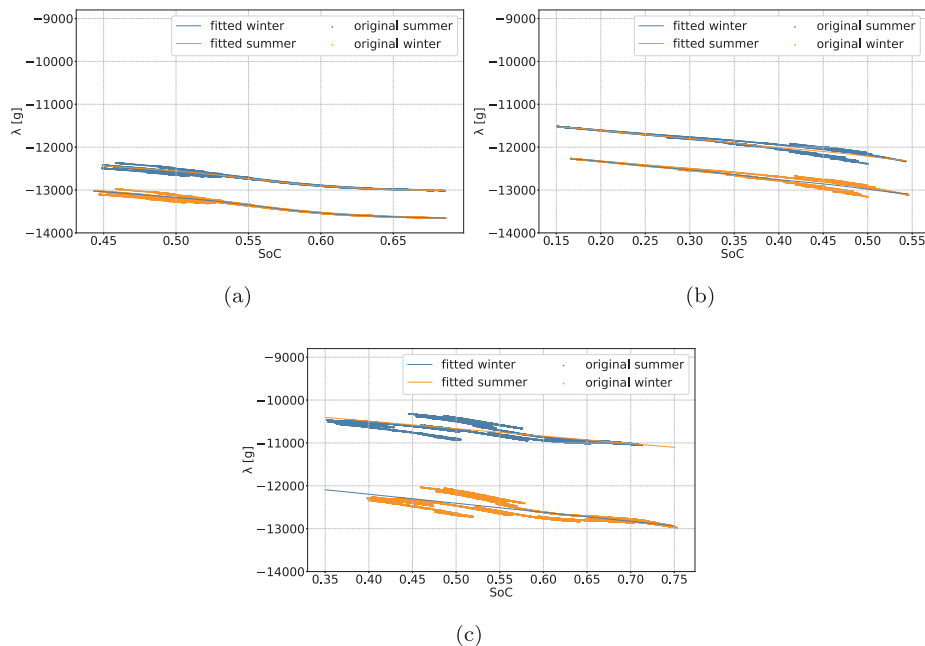 fitted winter original summer
fitted summer original winter
λ [g]
−9000
−10000
−11000
−12000
−13000
−14000
0.45 0.50 0.55 0.60 0.65
SoC
(a)
fitted winter original summer
fitted summer original winter
λ [g]
−9000
−10000
−11000
−12000
−13000
−14000
0.15 0.20 0.25 0.30 0.35 0.40 0.45 0.50 0.55
SoC
(b)
fitted winter original summer
fitted summer original winter
λ [g]
−9000
−10000
−11000
−12000
−13000
−14000
0.35 0.40 0.45 0.50 0.55 0.60 0.65 0.70 0.75
SoC
(c)